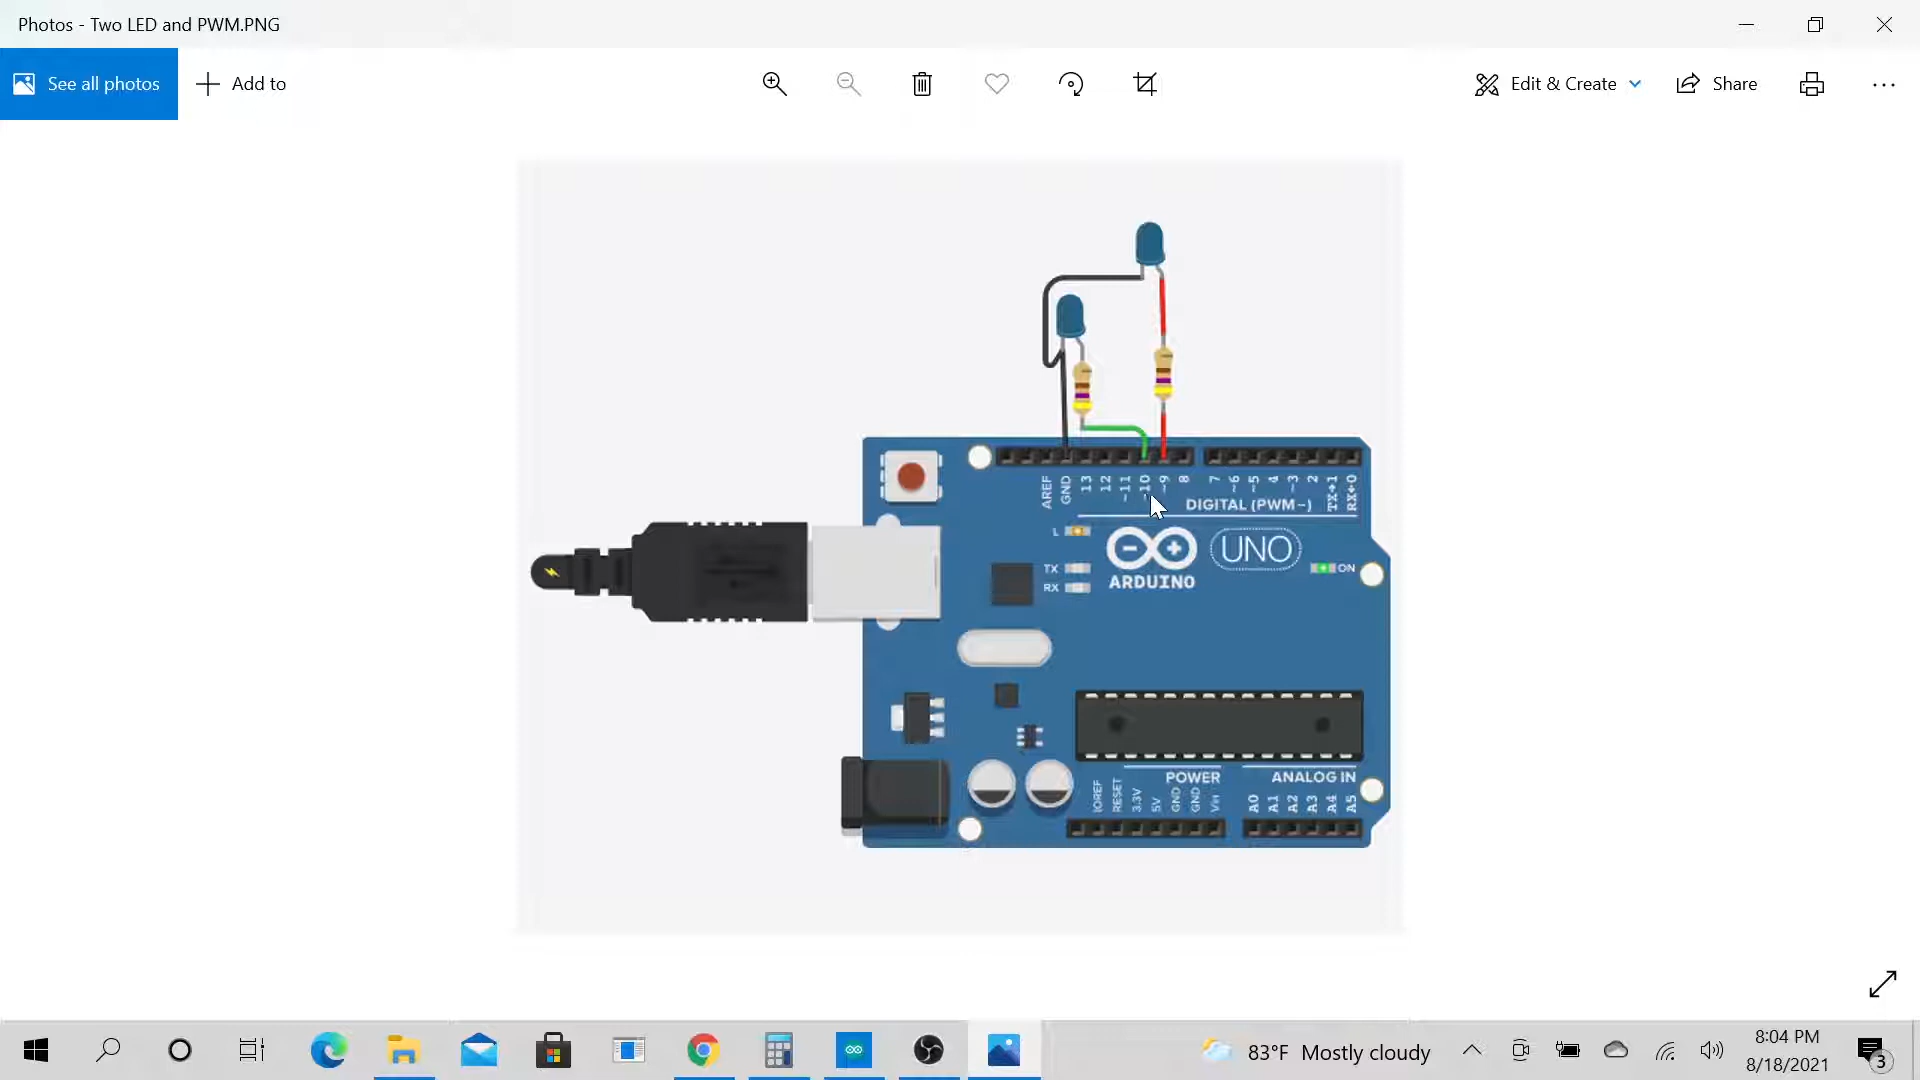 Photos - Two LED and PWM.PNG
See all photos
Add to
Edit & Create
Share
AREF
GND
13
12
~11
~10
~9
8
7
~6
~5
4
~3
2
TX→1
RX←0
DIGITAL (PWM~)
L
TX
RX
ARDUINO
UNO
ON
POWER
ANALOG IN
IOREF
RESET
3.3V
5V
GND
GND
Vin
A0
A1
A2
A3
A4
A5
83°F Mostly cloudy
8:04 PM
8/18/2021
3